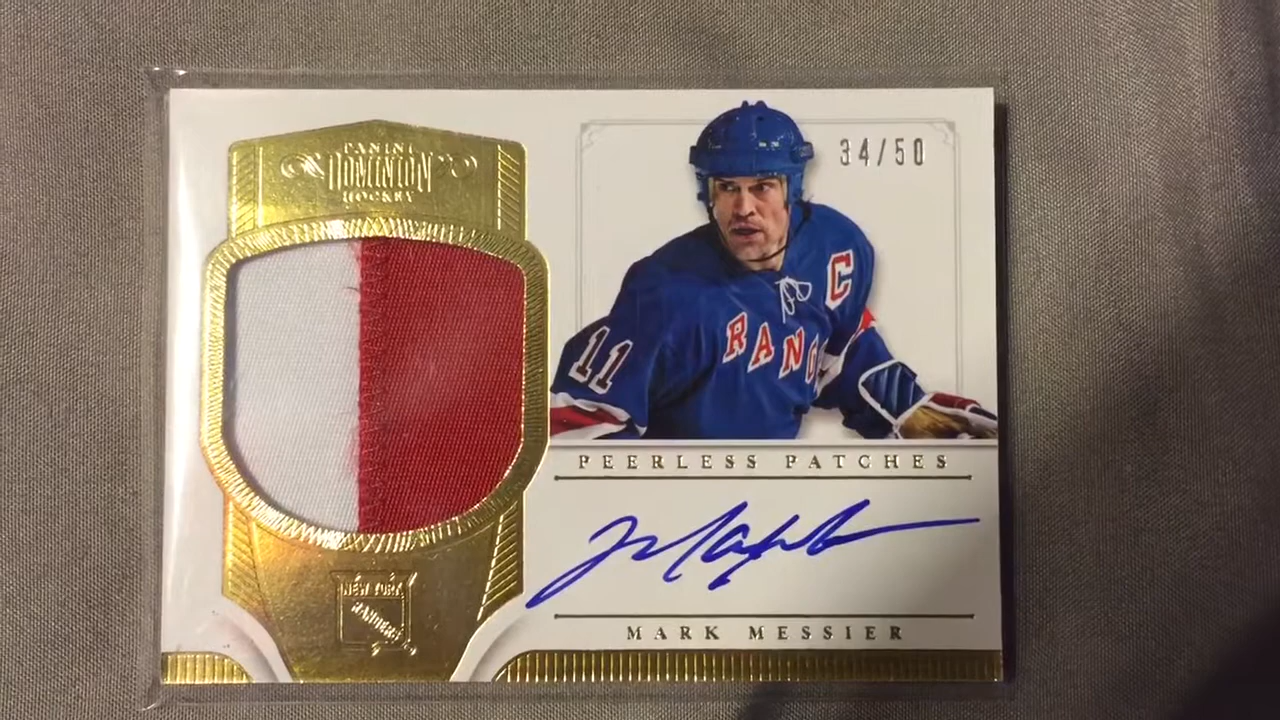 PANINI
DOMINION
HOCKEY
34/50
C
RANG
11
PEERLESS PATCHES
NEW YORK
RANGERS
MARK MESSIER